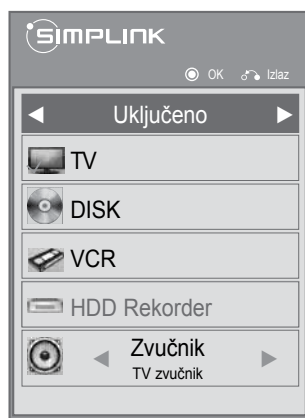 SIMPLINK
OK Izlaz
Uključeno
TV
DISK
VCR
HDD Rekorder
Zvučnik
TV zvučnik